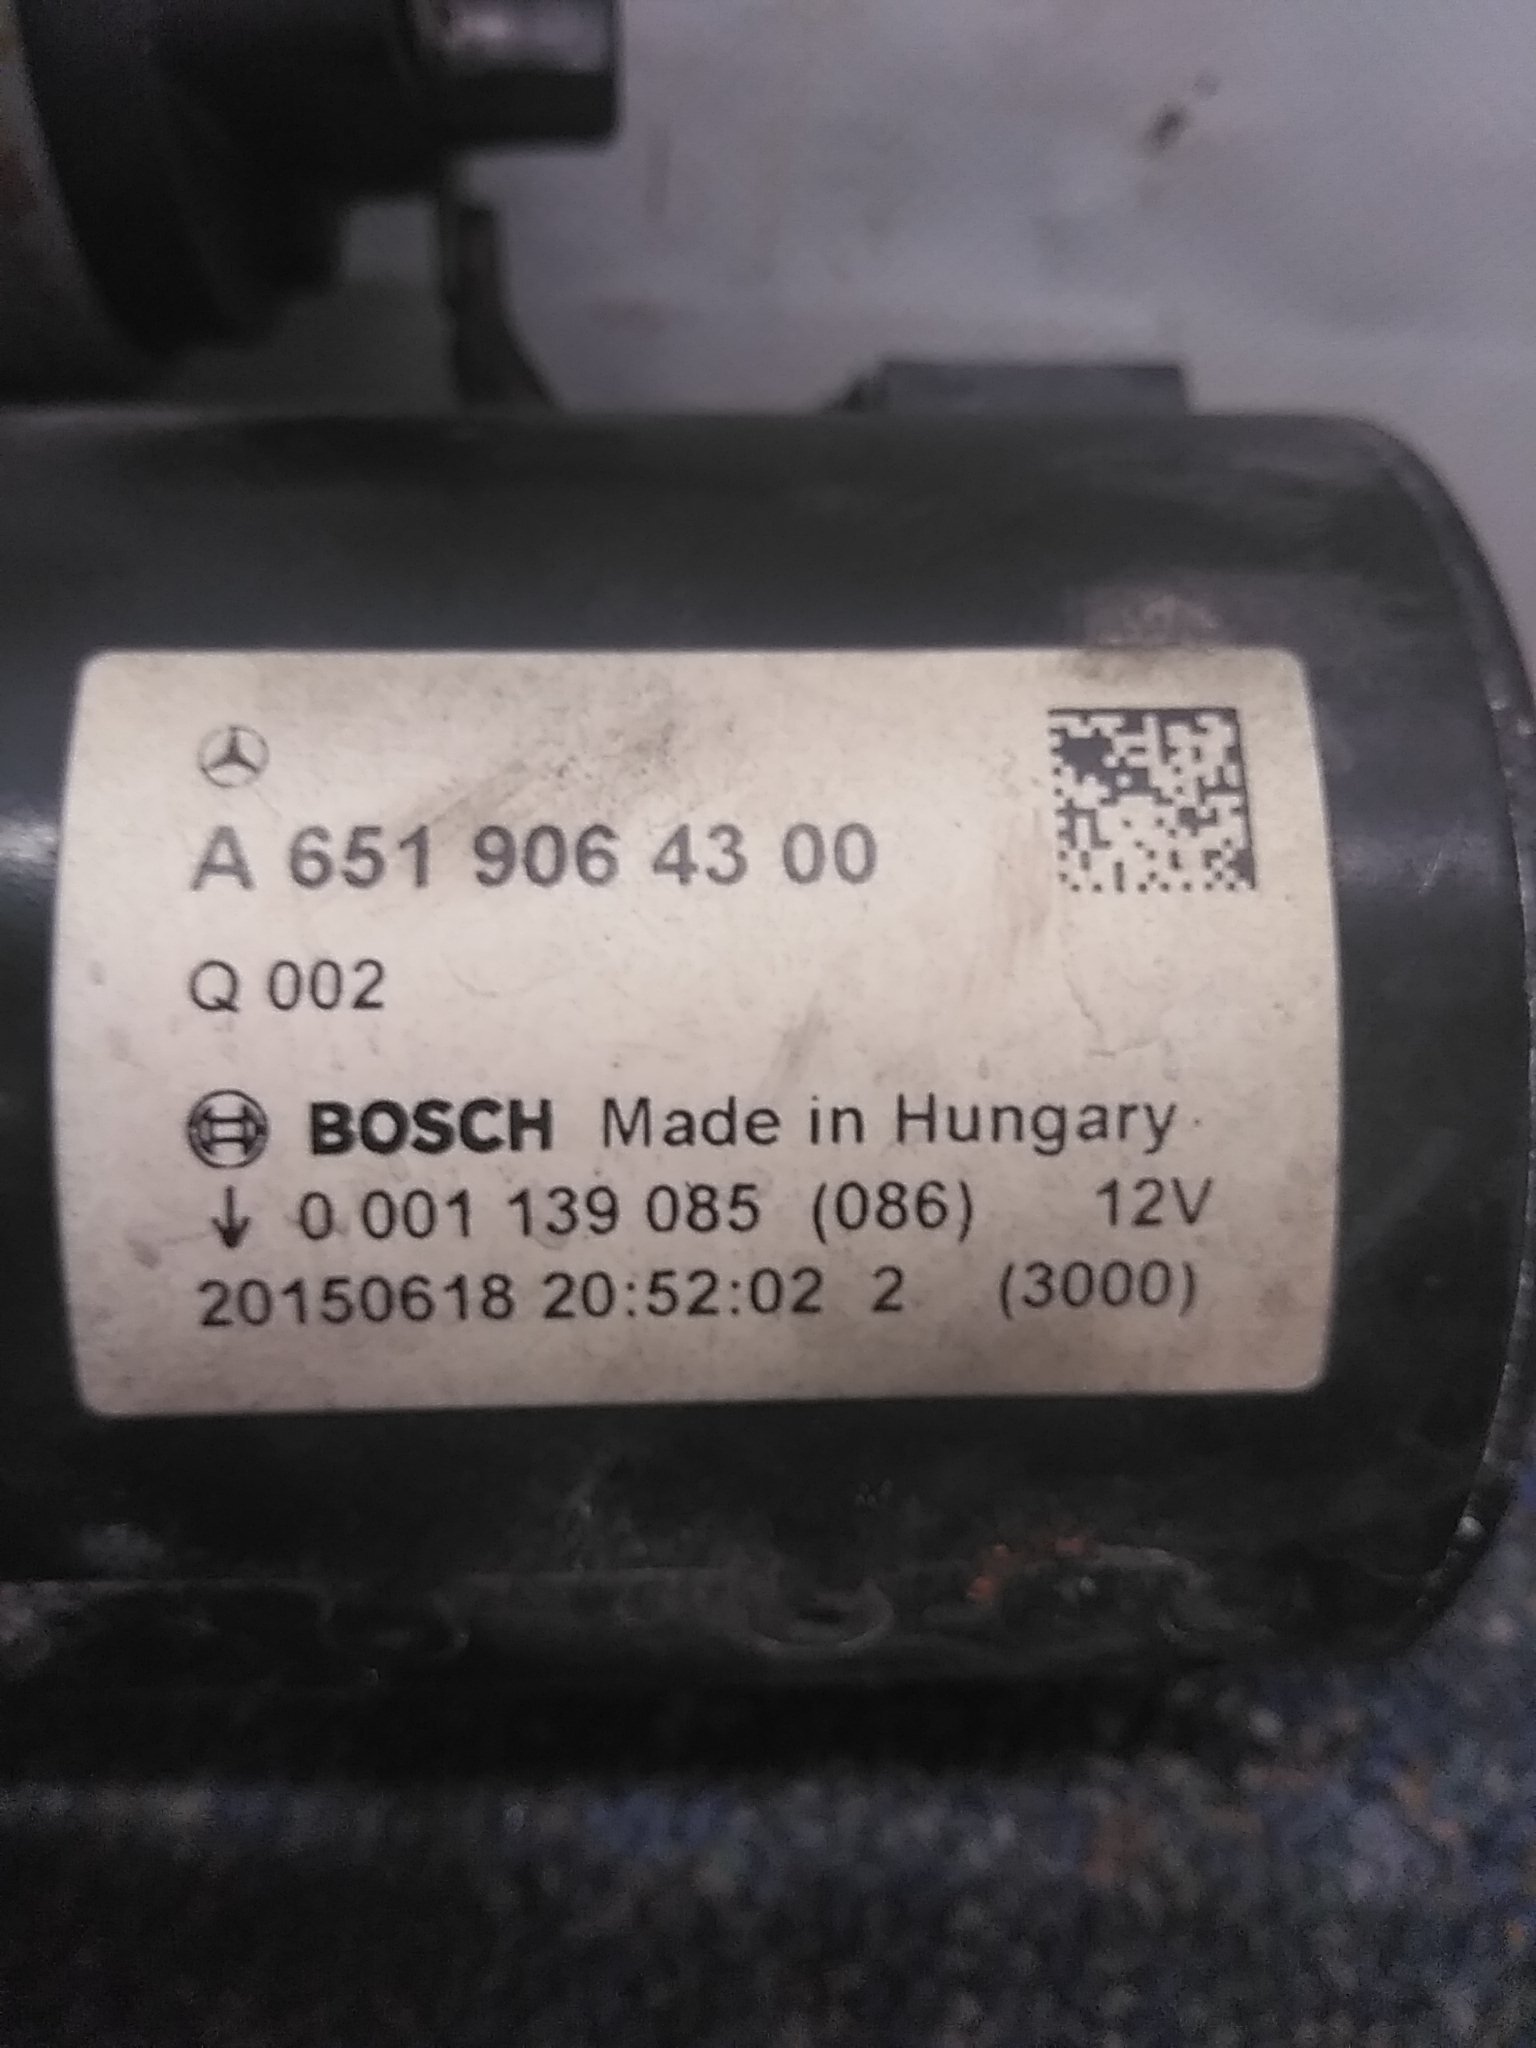 A 651 906 43 00
Q 002
BOSCH Made in Hungary
↓ 0 001 139 085 (086) 12V
20150618 20:52:02 2 (3000)